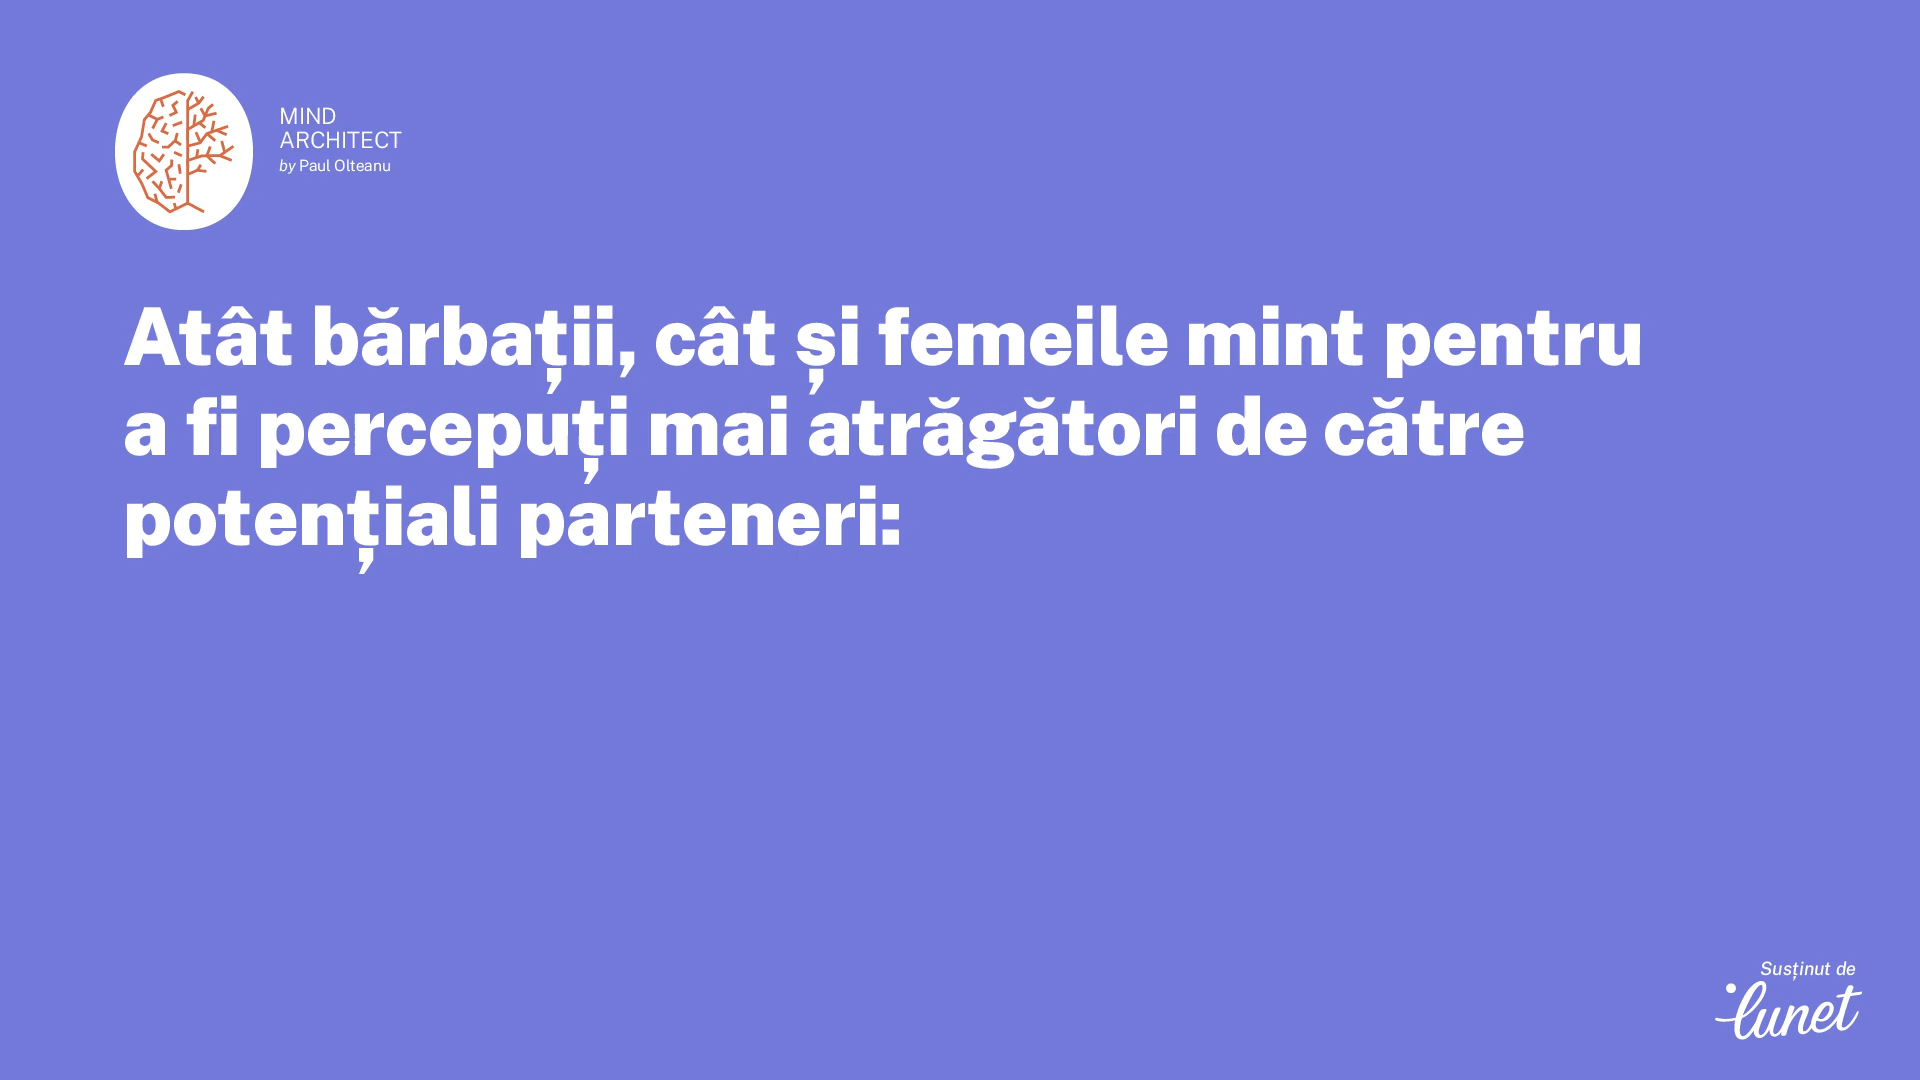 MIND
ARCHITECT
by Paul Olteanu
Atât bărbații, cât și femeile mint pentru
a fi percepuți mai atrăgători de către
potențiali parteneri:
Susținut de
lunet